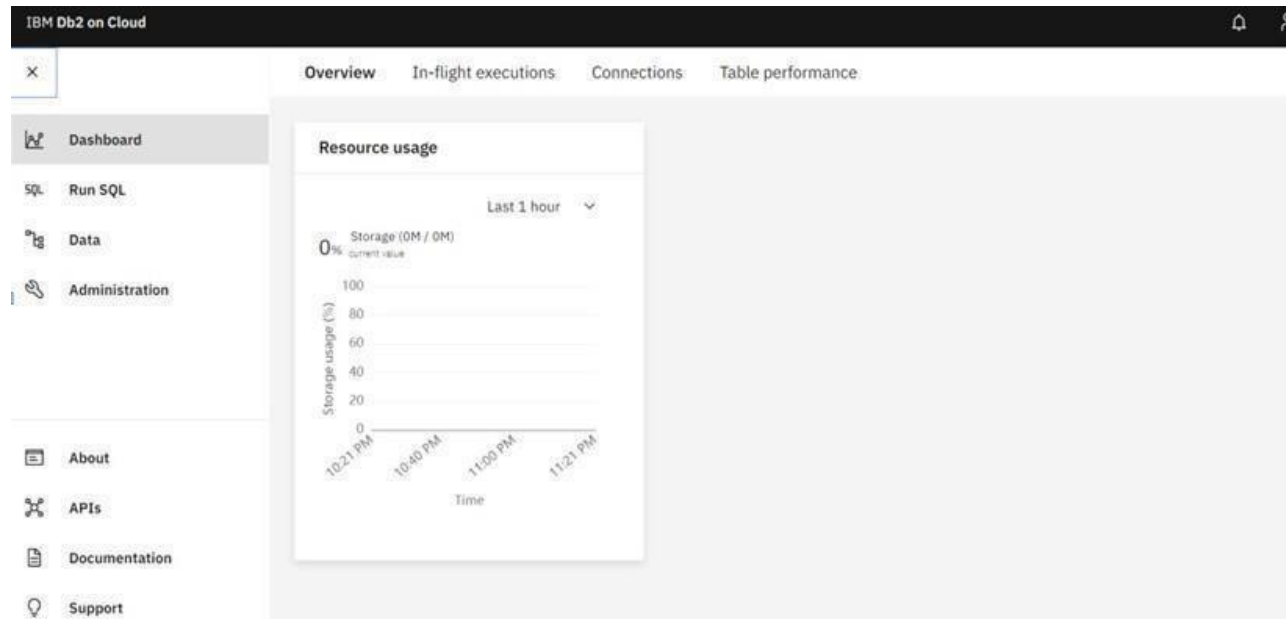 IBM Db2 on Cloud
Overview In-flight executions Connections Table performance
Dashboard
SQL Run SQL
Data
Administration
About
APIs
Documentation
Support
Resource usage
Last 1 hour
0% Storage (0M / 0M)
current value
Storage usage (%)
100
80
60
40
20
0
10:21 PM 10:40 PM 11:00 PM 11:21 PM
Time